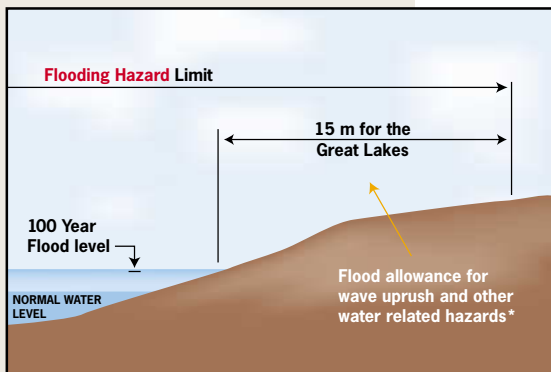 Flooding Hazard Limit
15 m for the
Great Lakes
100 Year
Flood level
NORMAL WATER
LEVEL
Flood allowance for
wave uprush and other
water related hazards*